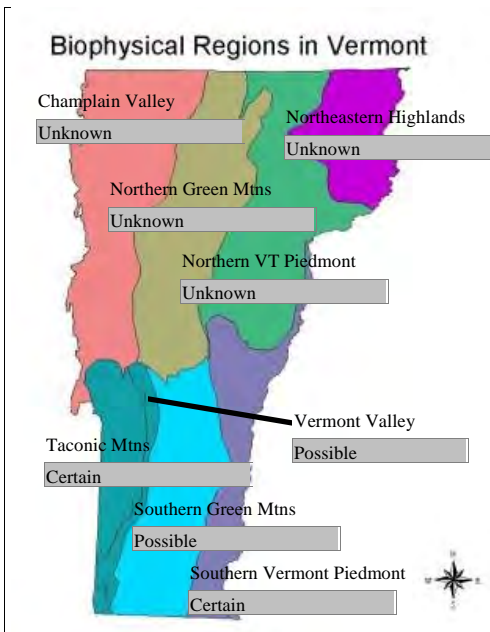 Biophysical Regions in Vermont
Champlain Valley
Unknown
Northeastern Highlands
Unknown
Northern Green Mtns
Unknown
Northern VT Piedmont
Unknown
Vermont Valley
Possible
Taconic Mtns
Certain
Southern Green Mtns
Possible
Southern Vermont Piedmont
Certain